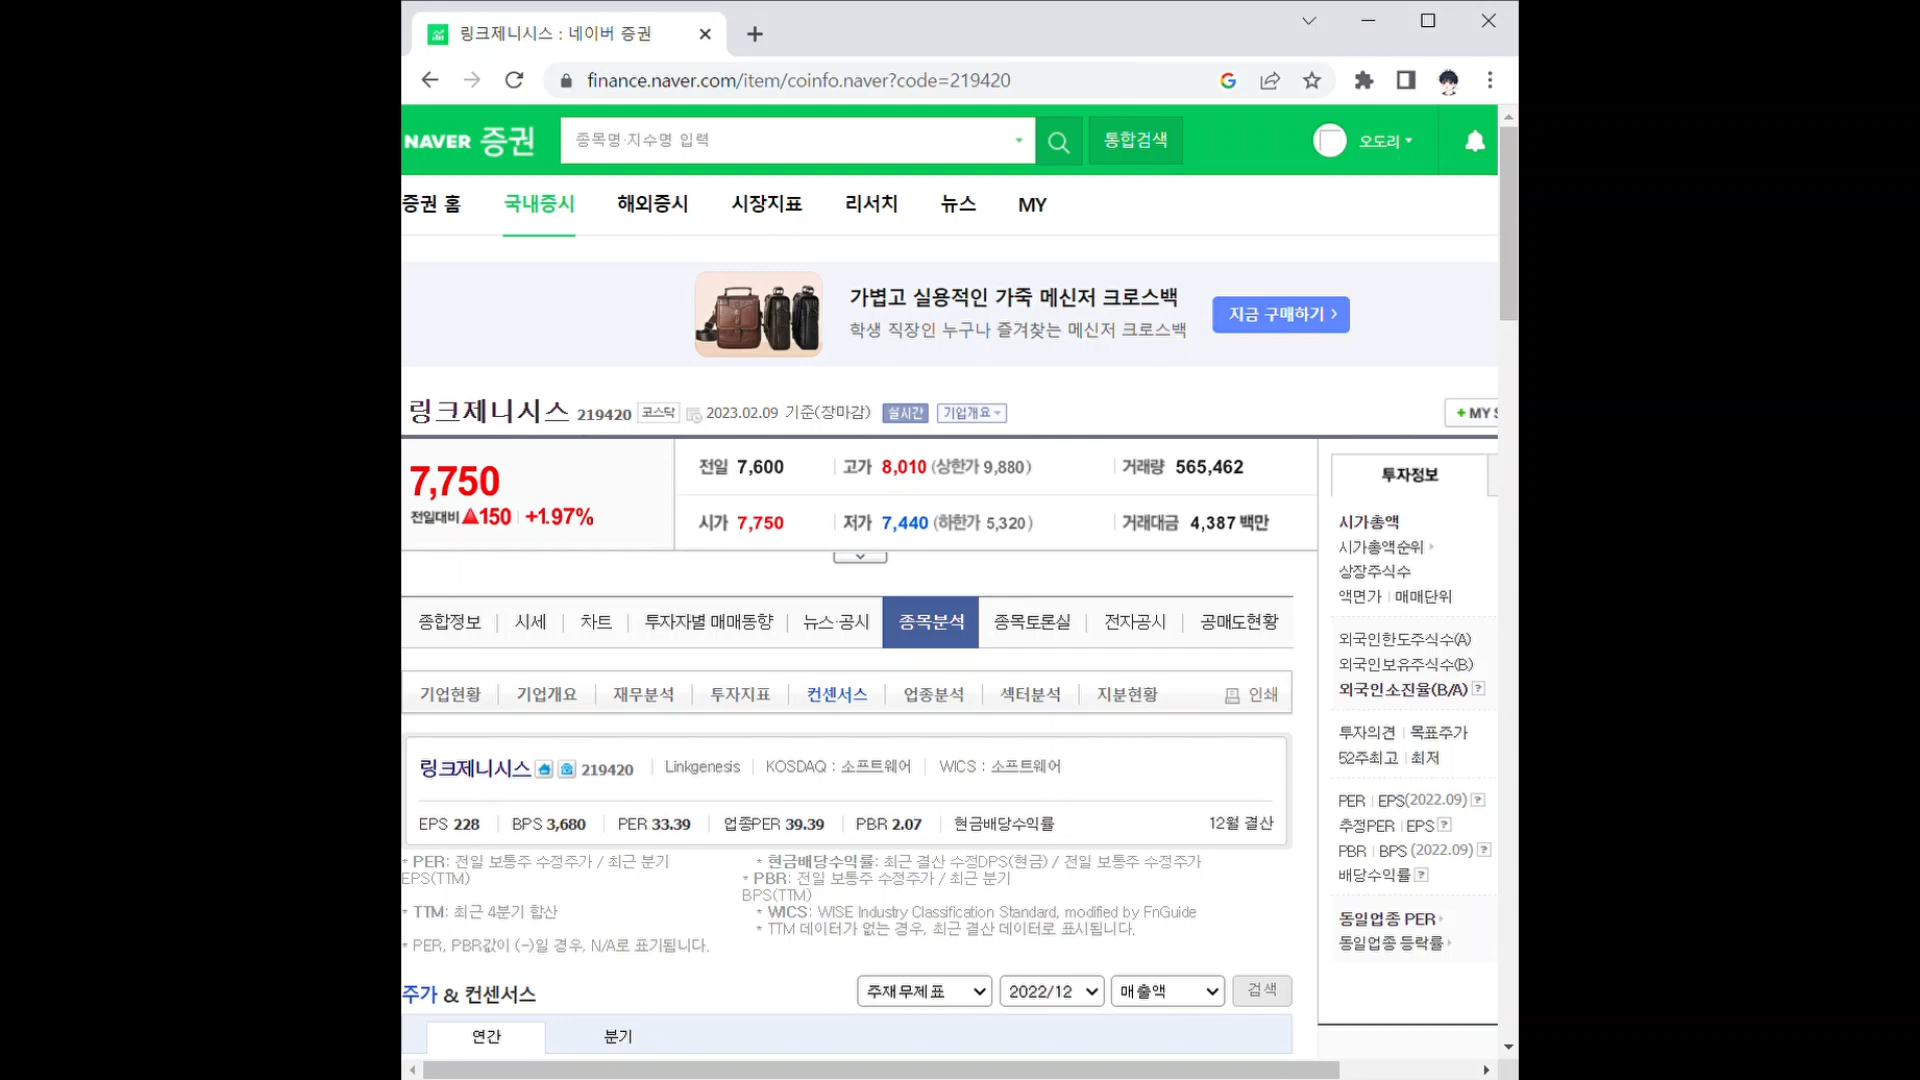 링크제니시스 : 네이버 증권
finance.naver.com/item/coinfo.naver?code=219420
NAVER 증권 종목명·지수명 입력 통합검색 오도리
증권 홈 국내증시 해외증시 시장지표 리서치 뉴스 MY
가볍고 실용적인 가죽 메신저 크로스백
학생 직장인 누구나 즐겨찾는 메신저 크로스백
지금 구매하기 >
링크제니시스 219420 코스닥 2023.02.09 기준(장마감) 실시간 기업개요 + MY S
7,750
전일대비 ▲150 +1.97%
전일 7,600 고가 8,010 (상한가 9,880) 거래량 565,462
시가 7,750 저가 7,440 (하한가 5,320) 거래대금 4,387 백만
종합정보 시세 차트 투자자별 매매동향 뉴스·공시 종목분석 종목토론실 전자공시 공매도현황
기업현황 기업개요 재무분석 투자지표 컨센서스 업종분석 섹터분석 지분현황 인쇄
링크제니시스 219420 Linkgenesis KOSDAQ : 소프트웨어 WICS : 소프트웨어
EPS 228 BPS 3,680 PER 33.39 업종PER 39.39 PBR 2.07 현금배당수익률 12월 결산
* PER: 전일 보통주 수정주가 / 최근 분기
EPS(TTM)
* TTM: 최근 4분기 합산
* PER, PBR값이 (-)일 경우, N/A로 표기됩니다.
* 현금배당수익률: 최근 결산 수정DPS(현금) / 전일 보통주 수정주가
* PBR: 전일 보통주 수정주가 / 최근 분기
BPS(TTM)
* WICS: WISE Industry Classification Standard, modified by FnGuide
* TTM 데이터가 없는 경우, 최근 결산 데이터로 표시됩니다.
주가 & 컨센서스 주재무제표 2022/12 매출액 검색
연간 분기
투자정보
시가총액
시가총액순위
상장주식수
액면가 | 매매단위
외국인한도주식수(A)
외국인보유주식수(B)
외국인소진율(B/A) ?
투자의견 | 목표주가
52주최고 | 최저
PER | EPS(2022.09) ?
추정PER | EPS ?
PBR | BPS (2022.09) ?
배당수익률 ?
동일업종 PER
동일업종 등락률